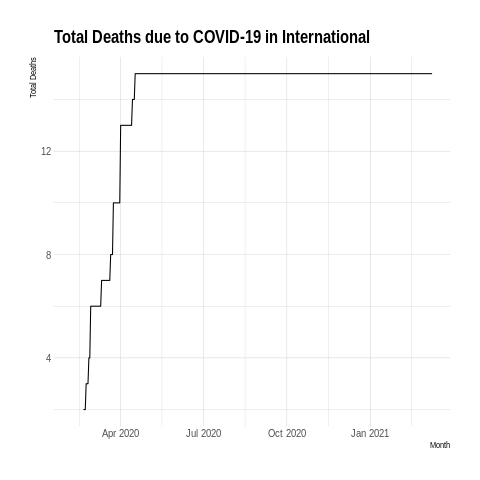 Total Deaths due to COVID-19 in International
Total Deaths
12
8
4
Apr 2020 Jul 2020 Oct 2020 Jan 2021
Month